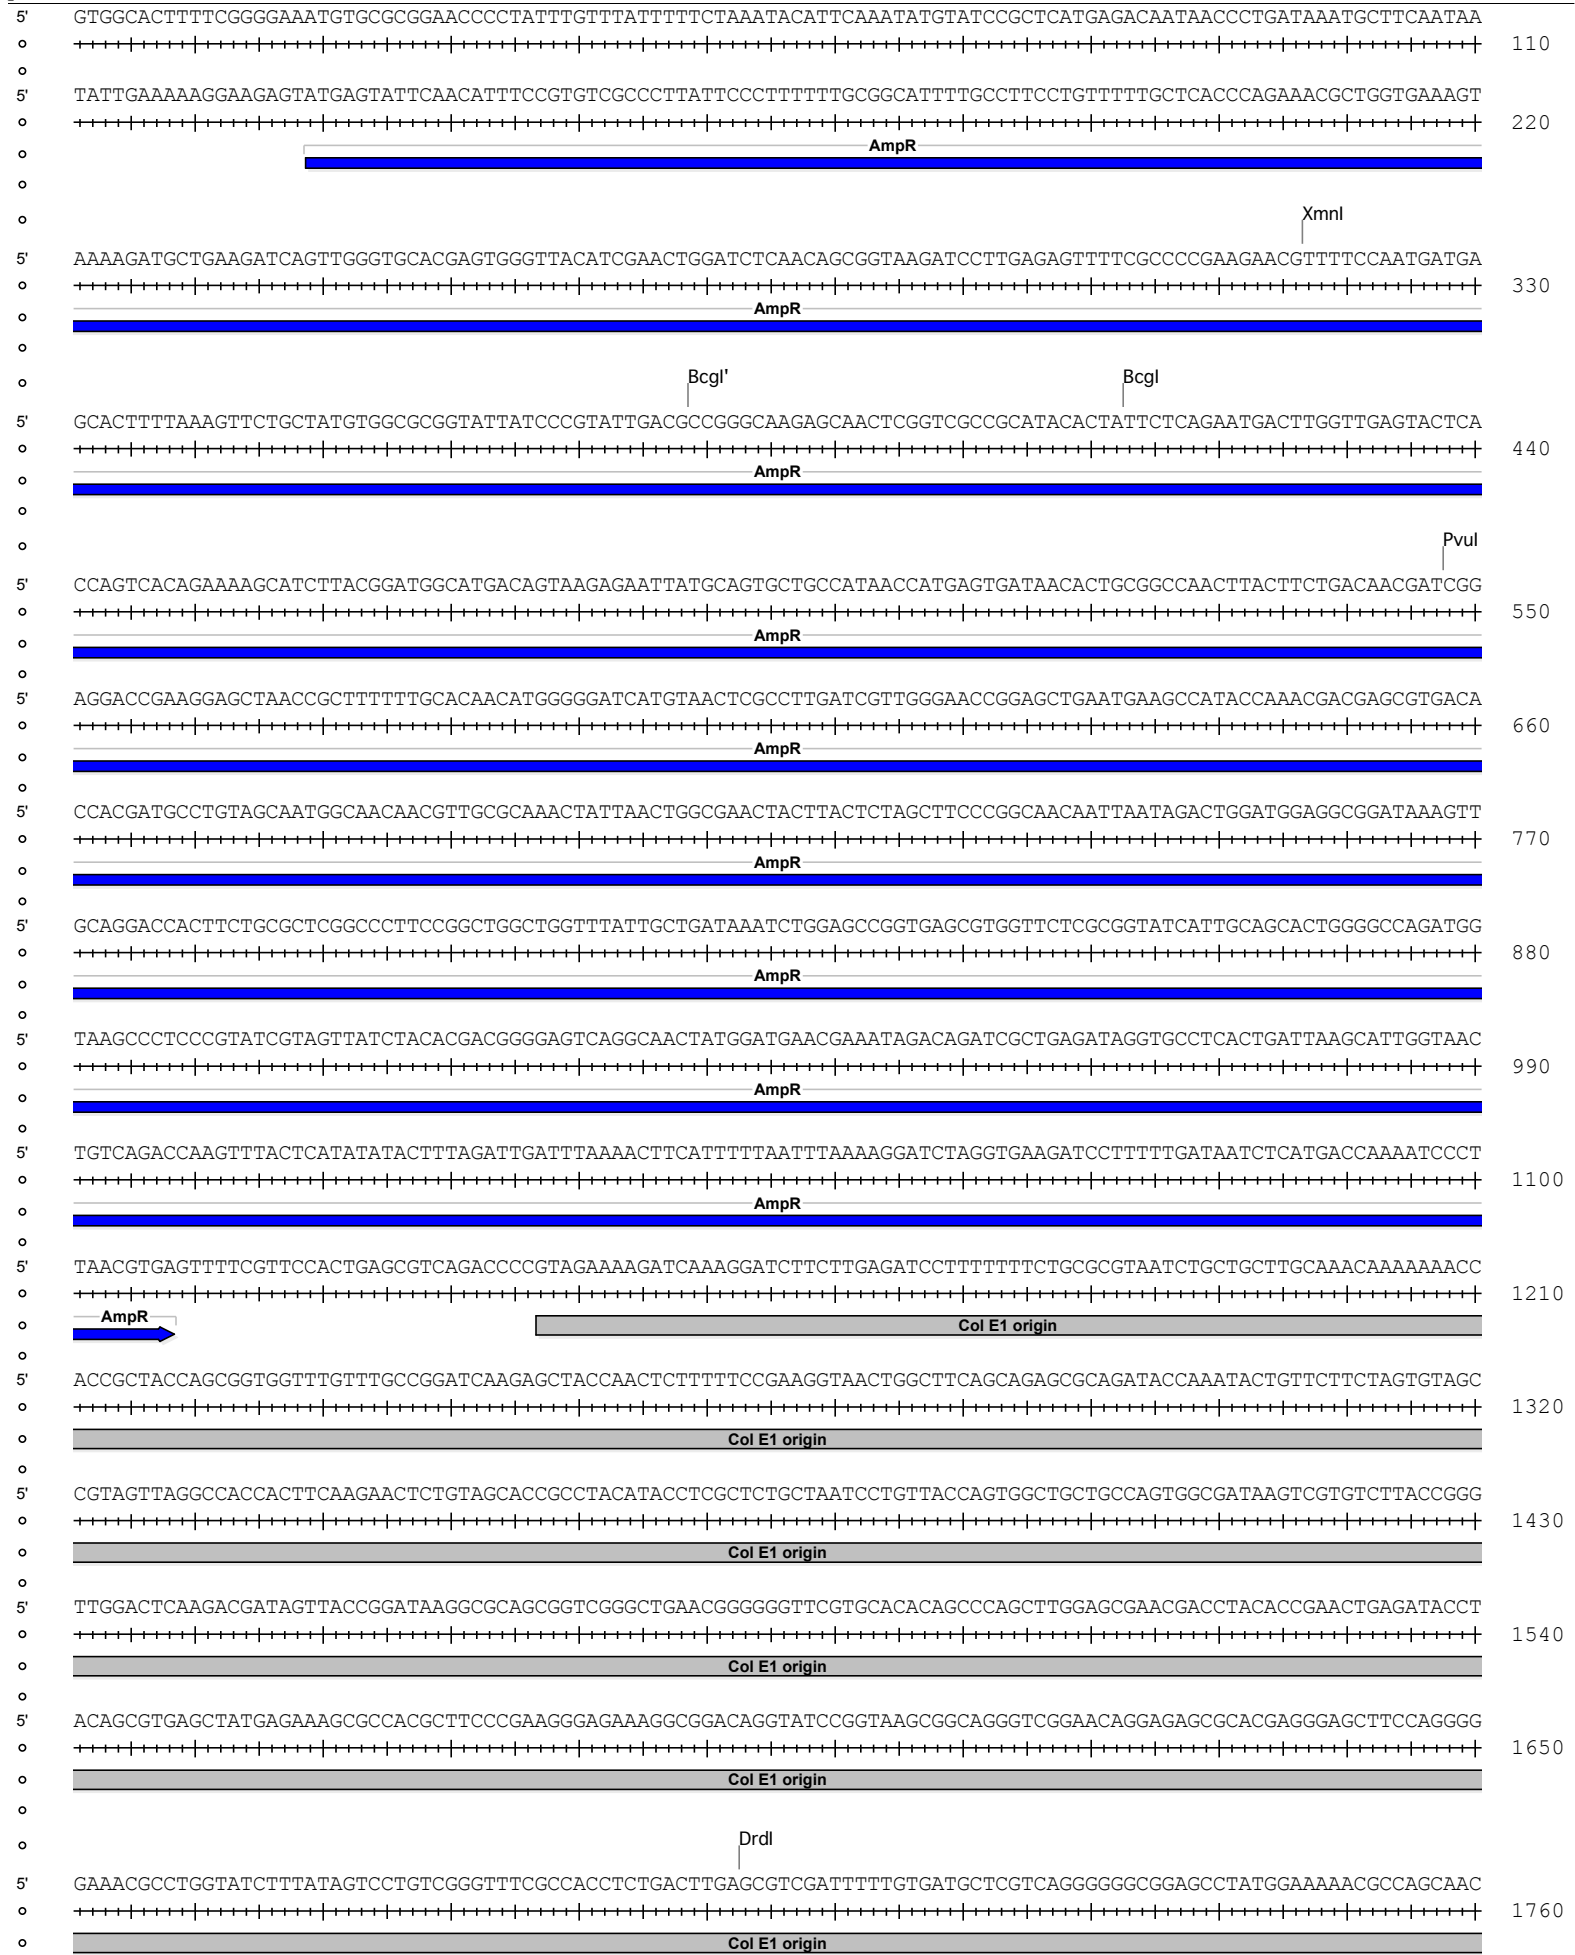 5' GTGGCACTTTTCGGGGAAATGTGCGCGGAACCCCTATTTGTTTATTTTTCTAAATACATTCAAATATGTATCCGCTCATGAGACAATAACCCTGATAAATGCTTCAATAA
110
5' TATTGAAAAAGGAAGAGTATGAGTATTCAACATTTCCGTGTCGCCCTTATTCCCTTTTTTGCGGCATTTTGCCTTCCTGTTTTTGCTCACCCAGAAACGCTGGTGAAAGT
220
AmpR
XmnI
5' AAAAGATGCTGAAGATCAGTTGGGTGCACGAGTGGGTTACATCGAACTGGATCTCAACAGCGGTAAGATCCTTGAGAGTTTTCGCCCCGAAGAACGTTTTCCAATGATGA
330
AmpR
BcgI' BcgI
5' GCACTTTTAAAGTTCTGCTATGTGGCGCGGTATTATCCCGTATTGACGCCGGGCAAGAGCAACTCGGTCGCCGCATACACTATTCTCAGAATGACTTGGTTGAGTACTCA
440
AmpR
PvuI
5' CCAGTCACAGAAAAGCATCTTACGGATGGCATGACAGTAAGAGAATTATGCAGTGCTGCCATAACCATGAGTGATAACACTGCGGCCAACTTACTTCTGACAACGATCGG
550
AmpR
5' AGGACCGAAGGAGCTAACCGCTTTTTTGCACAACATGGGGGATCATGTAACTCGCCTTGATCGTTGGGAACCGGAGCTGAATGAAGCCATACCAAACGACGAGCGTGACA
660
AmpR
5' CCACGATGCCTGTAGCAATGGCAACAACGTTGCGCAAACTATTAACTGGCGAACTACTTACTCTAGCTTCCCGGCAACAATTAATAGACTGGATGGAGGCGGATAAAGTT
770
AmpR
5' GCAGGACCACTTCTGCGCTCGGCCCTTCCGGCTGGCTGGTTTATTGCTGATAAATCTGGAGCCGGTGAGCGTGGTTCTCGCGGTATCATTGCAGCACTGGGGCCAGATGG
880
AmpR
5' TAAGCCCTCCCGTATCGTAGTTATCTACACGACGGGGAGTCAGGCAACTATGGATGAACGAAATAGACAGATCGCTGAGATAGGTGCCTCACTGATTAAGCATTGGTAAC
990
AmpR
5' TGTCAGACCAAGTTTACTCATATATACTTTAGATTGATTTAAAACTTCATTTTTAATTTAAAAGGATCTAGGTGAAGATCCTTTTTGATAATCTCATGACCAAAATCCCT
1100
AmpR
5' TAACGTGAGTTTTCGTTCCACTGAGCGTCAGACCCCGTAGAAAAGATCAAAGGATCTTCTTGAGATCCTTTTTTTCTGCGCGTAATCTGCTGCTTGCAAACAAAAAAACC
1210
AmpR Col E1 origin
5' ACCGCTACCAGCGGTGGTTTGTTTGCCGGATCAAGAGCTACCAACTCTTTTTCCGAAGGTAACTGGCTTCAGCAGAGCGCAGATACCAAATACTGTTCTTCTAGTGTAGC
1320
Col E1 origin
5' CGTAGTTAGGCCACCACTTCAAGAACTCTGTAGCACCGCCTACATACCTCGCTCTGCTAATCCTGTTACCAGTGGCTGCTGCCAGTGGCGATAAGTCGTGTCTTACCGGG
1430
Col E1 origin
5' TTGGACTCAAGACGATAGTTACCGGATAAGGCGCAGCGGTCGGGCTGAACGGGGGGTTCGTGCACACAGCCCAGCTTGGAGCGAACGACCTACACCGAACTGAGATACCT
1540
Col E1 origin
5' ACAGCGTGAGCTATGAGAAAGCGCCACGCTTCCCGAAGGGAGAAAGGCGGACAGGTATCCGGTAAGCGGCAGGGTCGGAACAGGAGAGCGCACGAGGGAGCTTCCAGGGG
1650
Col E1 origin
DrdI
5' GAAACGCCTGGTATCTTTATAGTCCTGTCGGGTTTCGCCACCTCTGACTTGAGCGTCGATTTTTGTGATGCTCGTCAGGGGGGCGGAGCCTATGGAAAAACGCCAGCAAC
1760
Col E1 origin